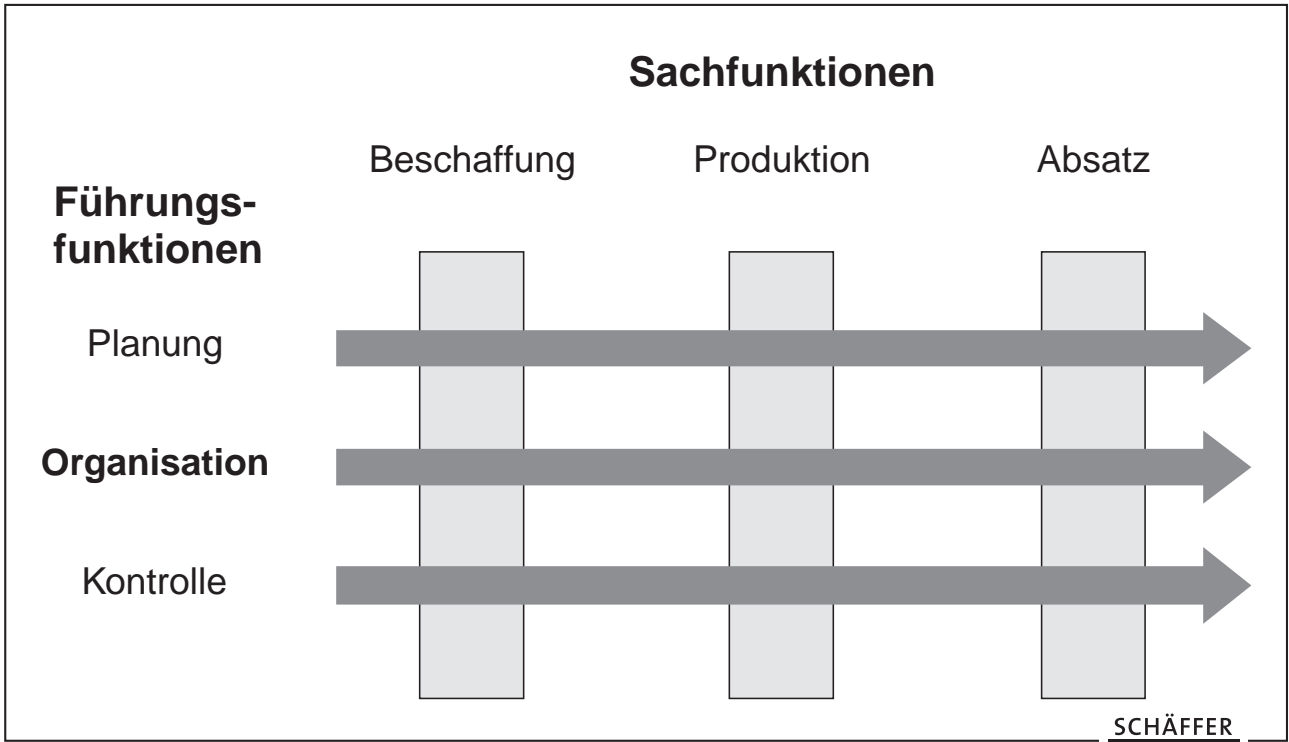 Sachfunktionen
Beschaffung Produktion Absatz
Führungs-
funktionen
Planung
Organisation
Kontrolle
SCHÄFFER